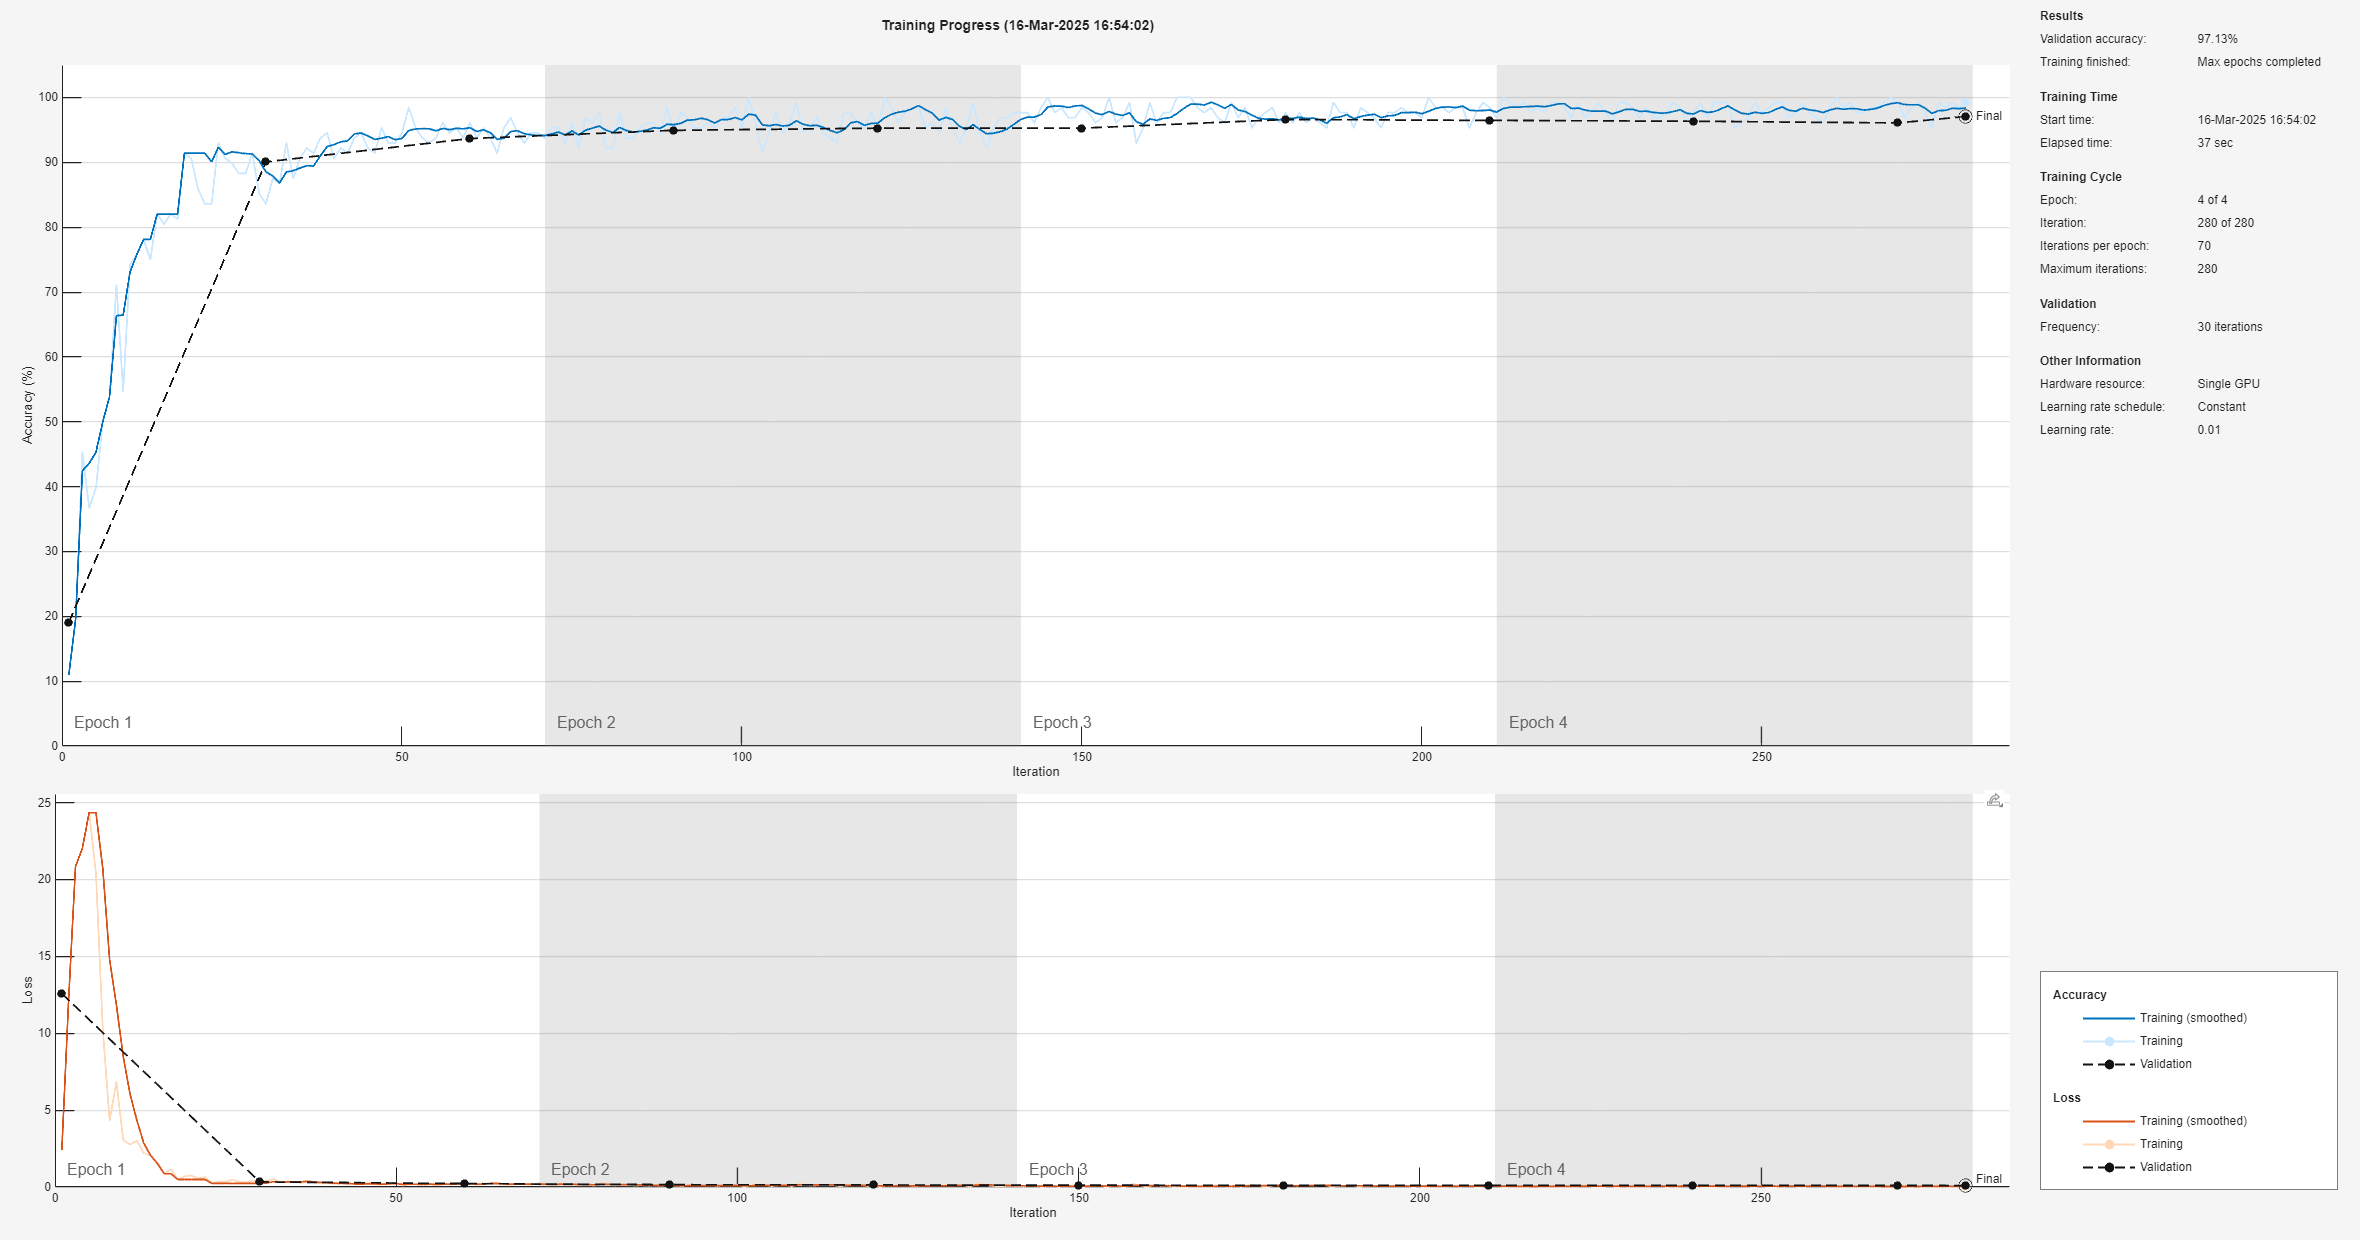 Training Progress (16-Mar-2025 16:54:02)
100
90
80
70
60
50
40
30
20
10
0
Accuracy (%)
Epoch 1
Epoch 2
Epoch 3
Epoch 4
Final
0
50
100
150
200
250
Iteration
25
20
15
10
5
0
Loss
Epoch 1
Epoch 2
Epoch 3
Epoch 4
Final
0
50
100
150
200
250
Iteration
Results
Validation accuracy: 97.13%
Training finished: Max epochs completed
Training Time
Start time: 16-Mar-2025 16:54:02
Elapsed time: 37 sec
Training Cycle
Epoch: 4 of 4
Iteration: 280 of 280
Iterations per epoch: 70
Maximum iterations: 280
Validation
Frequency: 30 iterations
Other Information
Hardware resource: Single GPU
Learning rate schedule: Constant
Learning rate: 0.01
Accuracy
Training (smoothed)
Training
Validation
Loss
Training (smoothed)
Training
Validation